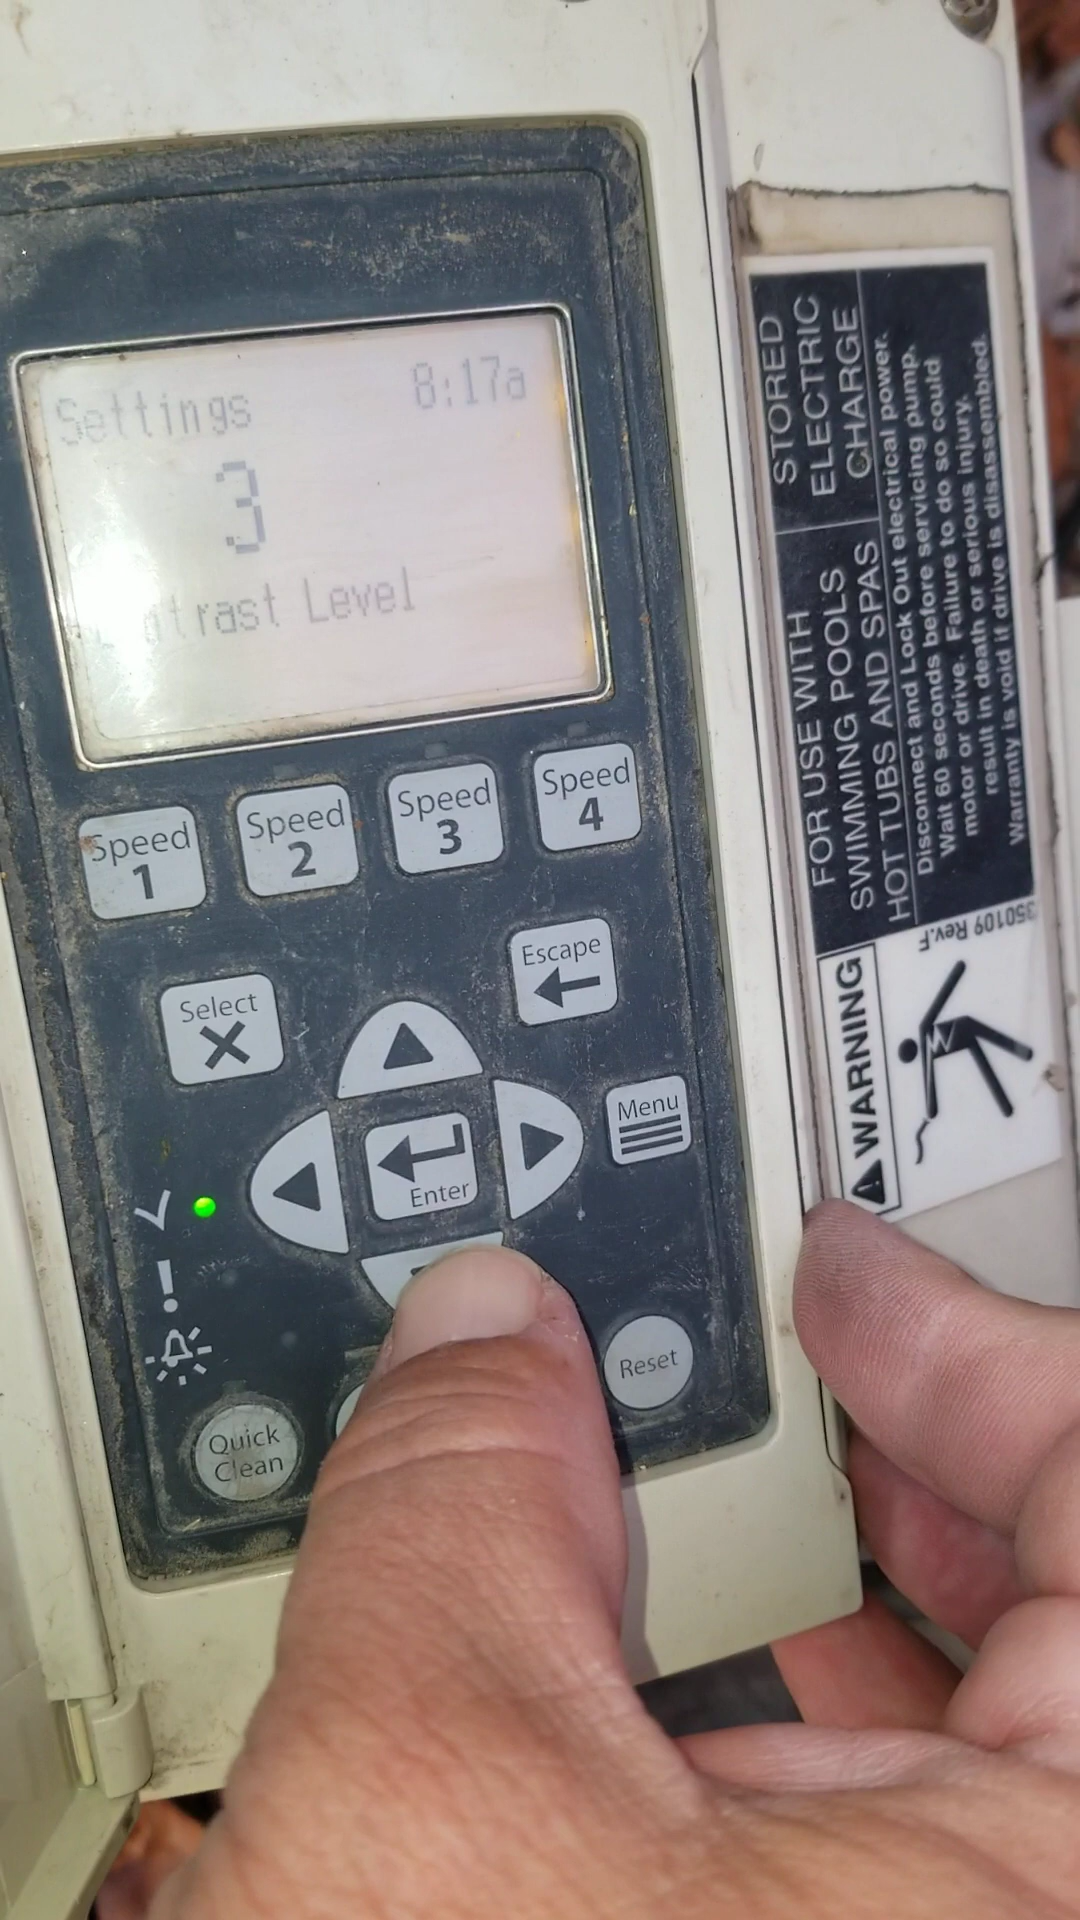 Settings 8:17a
3
trast Level
Speed
1
Speed
2
Speed
3
Speed
4
Select
Escape
Enter
Menu
Reset
Quick
Clean
STORED
ELECTRIC
CHARGE
FOR USE WITH
SWIMMING POOLS
HOT TUBS AND SPAS
Disconnect and Lock Out electrical power.
Wait 60 seconds before servicing pump,
motor or drive. Failure to do so could
result in death or serious injury.
Warranty is void if drive is disassembled.
WARNING
350109 Rev.F